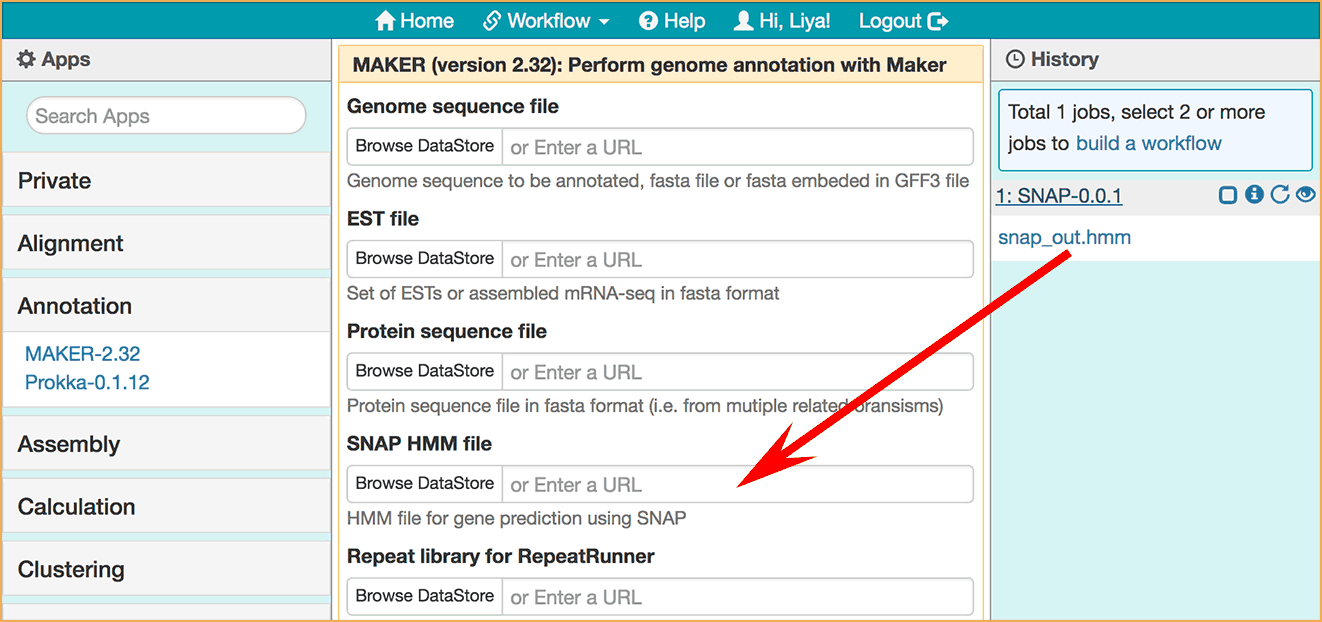 Home Workflow Help Hi, Liya! Logout
Apps
Search Apps
Private
Alignment
Annotation
MAKER-2.32
Prokka-0.1.12
Assembly
Calculation
Clustering
MAKER (version 2.32): Perform genome annotation with Maker
Genome sequence file
Browse DataStore or Enter a URL
Genome sequence to be annotated, fasta file or fasta embeded in GFF3 file
EST file
Browse DataStore or Enter a URL
Set of ESTs or assembled mRNA-seq in fasta format
Protein sequence file
Browse DataStore or Enter a URL
Protein sequence file in fasta format (i.e. from mutiple related oransisms)
SNAP HMM file
Browse DataStore or Enter a URL
HMM file for gene prediction using SNAP
Repeat library for RepeatRunner
Browse DataStore or Enter a URL
History
Total 1 jobs, select 2 or more
jobs to build a workflow
1: SNAP-0.0.1
snap_out.hmm